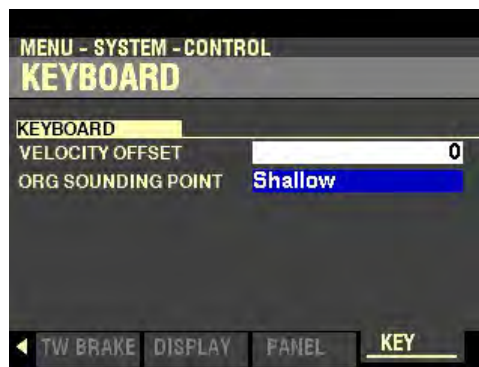 MENU - SYSTEM - CONTROL
KEYBOARD
KEYBOARD
VELOCITY OFFSET 0
ORG SOUNDING POINT Shallow
TW BRAKE DISPLAY PANEL KEY